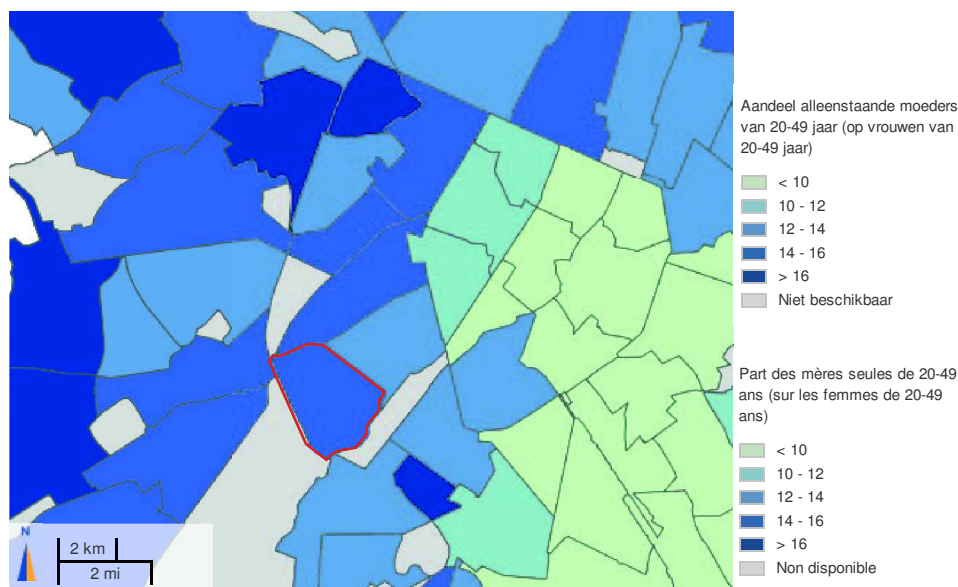 Aandeel alleenstaande moeders
van 20-49 jaar (op vrouwen van
20-49 jaar)
< 10
10 - 12
12 - 14
14 - 16
> 16
Niet beschikbaar
Part des mères seules de 20-49
ans (sur les femmes de 20-49
ans)
< 10
10 - 12
12 - 14
14 - 16
> 16
Non disponible
N
2 km
2 mi